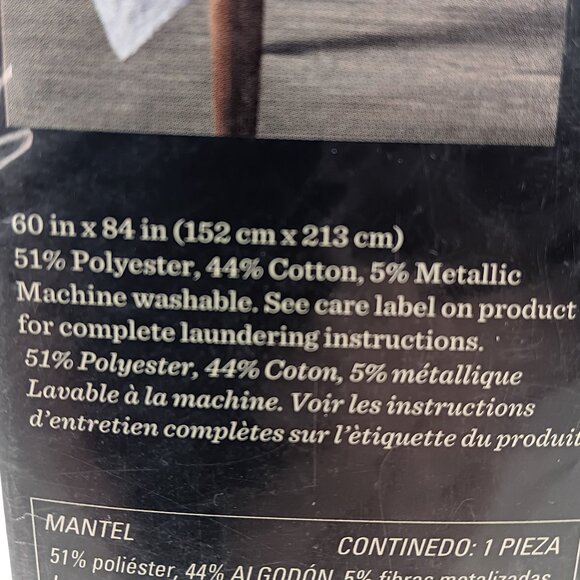 60 in x 84 in (152 cm x 213 cm)
51% Polyester, 44% Cotton, 5% Metallic
Machine washable. See care label on product
for complete laundering instructions.
51% Polyester, 44% Coton, 5% métallique
Lavable à la machine. Voir les instructions
d'entretien complètes sur l'ètiquette du produit
MANTEL
CONTINEDO: 1 PIEZA
51% poliéster, 44% ALGODÓN, 5% fibras metalizadas